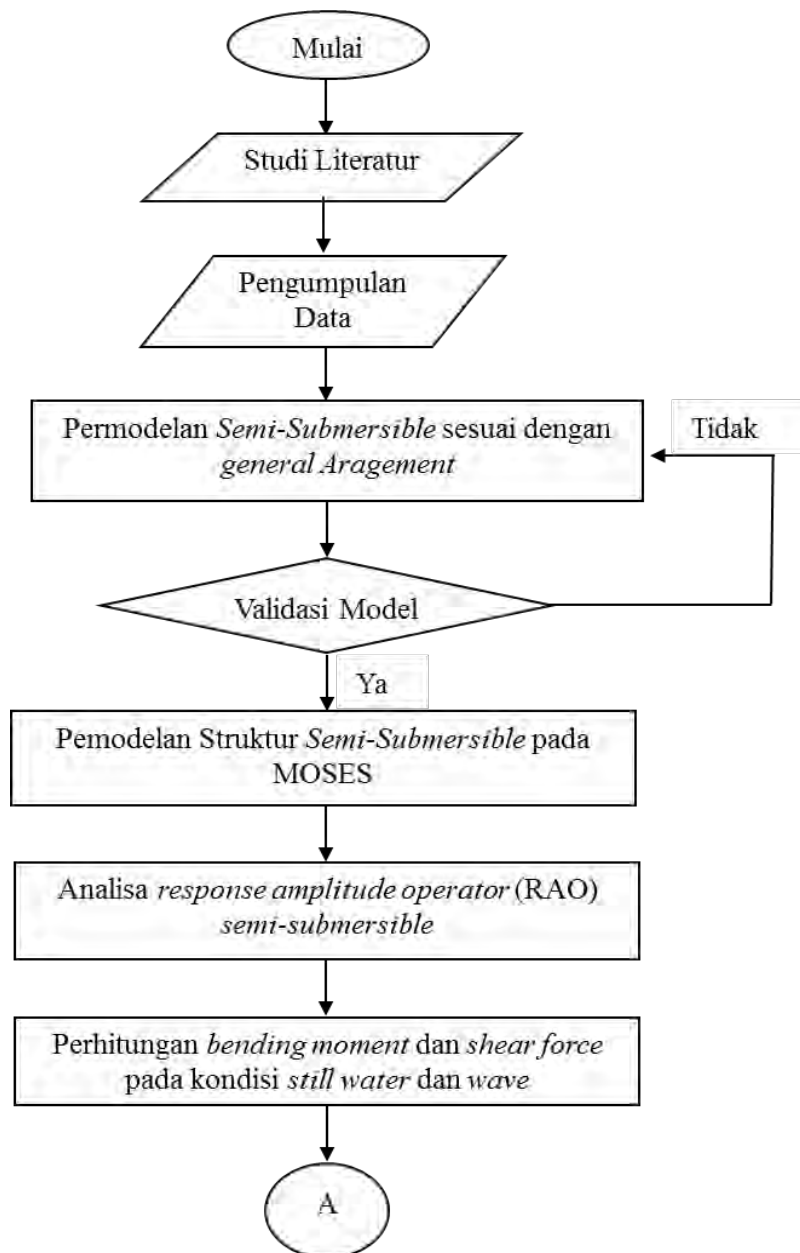 Mulai
Studi Literatur
Pengumpulan
Data
Permodelan Semi-Submersible sesuai dengan
general Aragement
Tidak
Validasi Model
Ya
Pemodelan Struktur Semi-Submersible pada
MOSES
Analisa response amplitude operator (RAO)
semi-submersible
Perhitungan bending moment dan shear force
pada kondisi still water dan wave
A